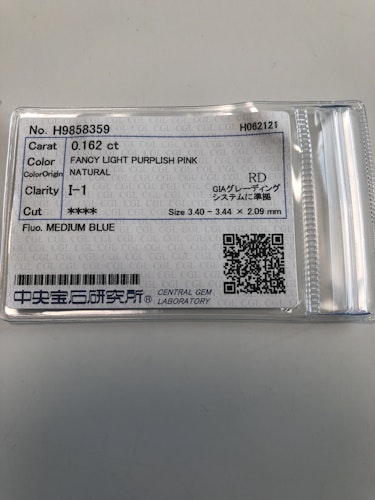 No. H9858359 H062121
Carat 0.162 ct
Color FANCY LIGHT PURPLISH PINK
ColorOrigin NATURAL
RD
Clarity I-1
GIAグレーディング
システムに準拠
Cut **** Size 3.40 - 3.44 × 2.09 mm
Fluo. MEDIUM BLUE
中央宝石研究所®
CENTRAL GEM
LABORATORY